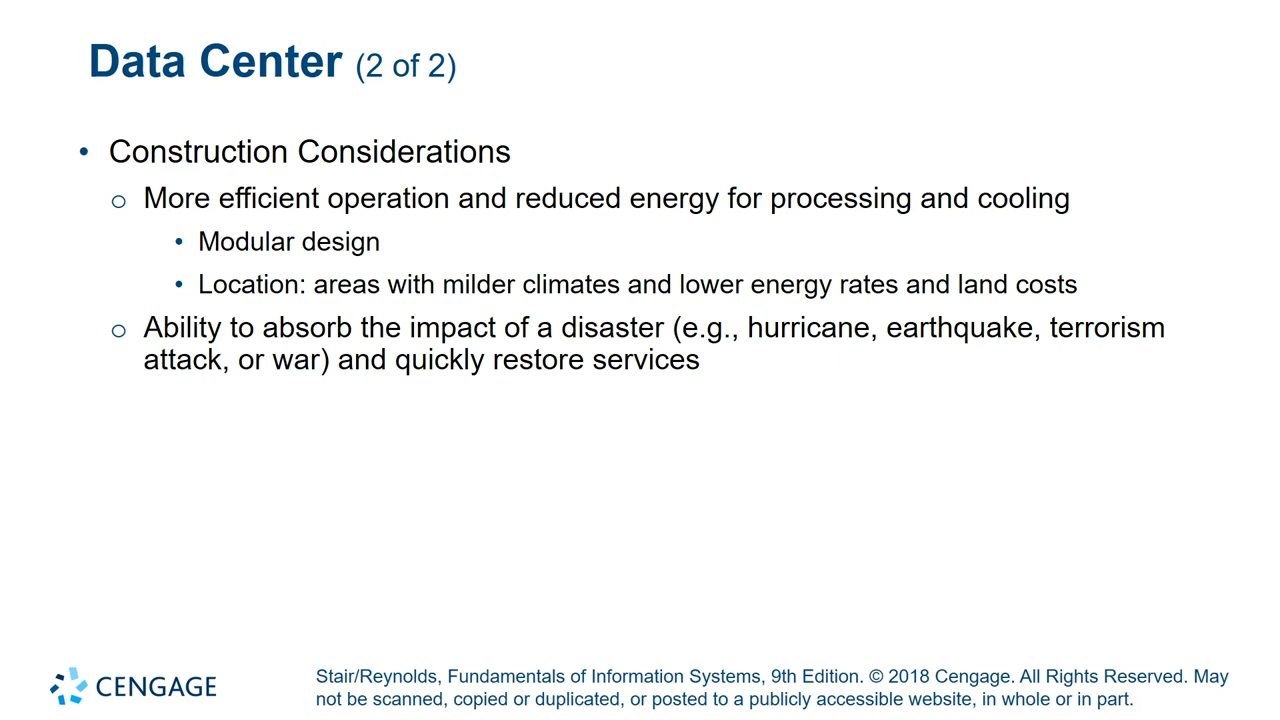 Data Center (2 of 2)
• Construction Considerations
o More efficient operation and reduced energy for processing and cooling
• Modular design
• Location: areas with milder climates and lower energy rates and land costs
o Ability to absorb the impact of a disaster (e.g., hurricane, earthquake, terrorism
attack, or war) and quickly restore services
CENGAGE
Stair/Reynolds, Fundamentals of Information Systems, 9th Edition. © 2018 Cengage. All Rights Reserved. May
not be scanned, copied or duplicated, or posted to a publicly accessible website, in whole or in part.